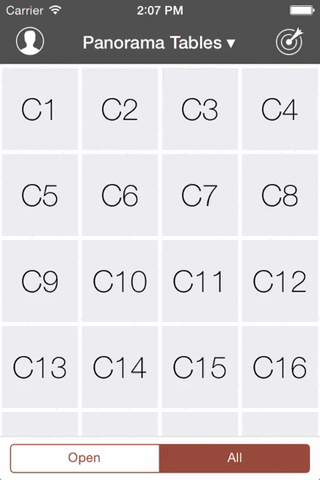 Carrier 2:07 PM
Panorama Tables ▾
C1 C2 C3 C4
C5 C6 C7 C8
C9 C10 C11 C12
C13 C14 C15 C16
Open All